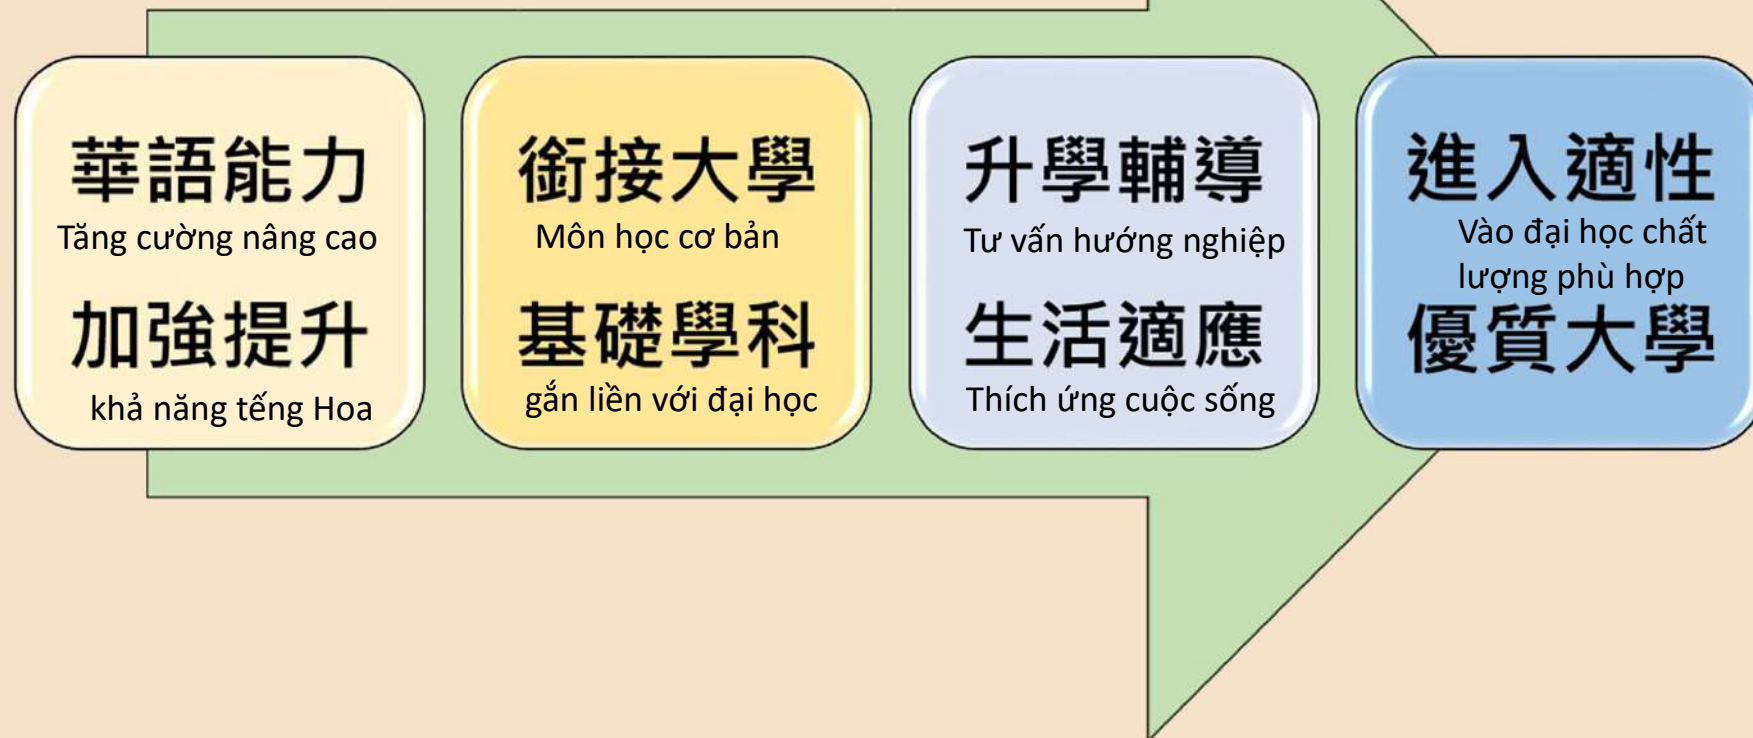 華語能力
Tăng cường nâng cao
加強提升
khả năng tếng Hoa
銜接大學
Môn học cơ bản
基礎學科
gắn liền với đại học
升學輔導
Tư vấn hướng nghiệp
生活適應
Thích ứng cuộc sống
進入適性
Vào đại học chất
lượng phù hợp
優質大學